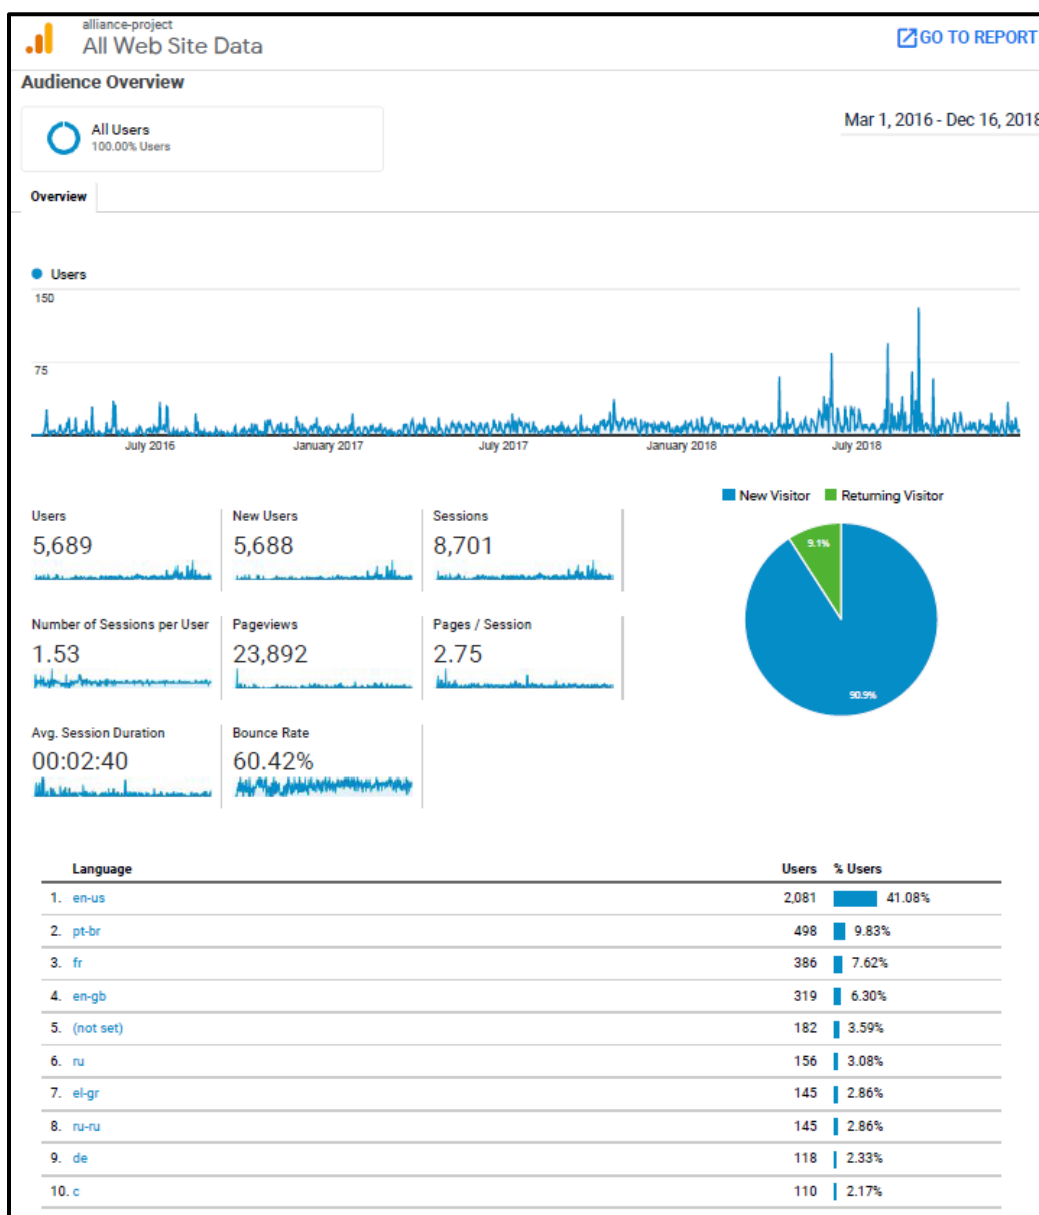 alliance-project
All Web Site Data
GO TO REPORT
Audience Overview
All Users
100.00% Users
Mar 1, 2016 - Dec 16, 2018
Overview
Users
150
75
July 2016 January 2017 July 2017 January 2018 July 2018
New Visitor Returning Visitor
Users New Users Sessions
5,689 5,688 8,701
9.1%
Number of Sessions per User Pageviews Pages / Session
1.53 23,892 2.75
90.9%
Avg. Session Duration Bounce Rate
00:02:40 60.42%
Language Users % Users
1. en-us 2,081 41.08%
2. pt-br 498 9.83%
3. fr 386 7.62%
4. en-gb 319 6.30%
5. (not set) 182 3.59%
6. ru 156 3.08%
7. el-gr 145 2.86%
8. ru-ru 145 2.86%
9. de 118 2.33%
10. c 110 2.17%